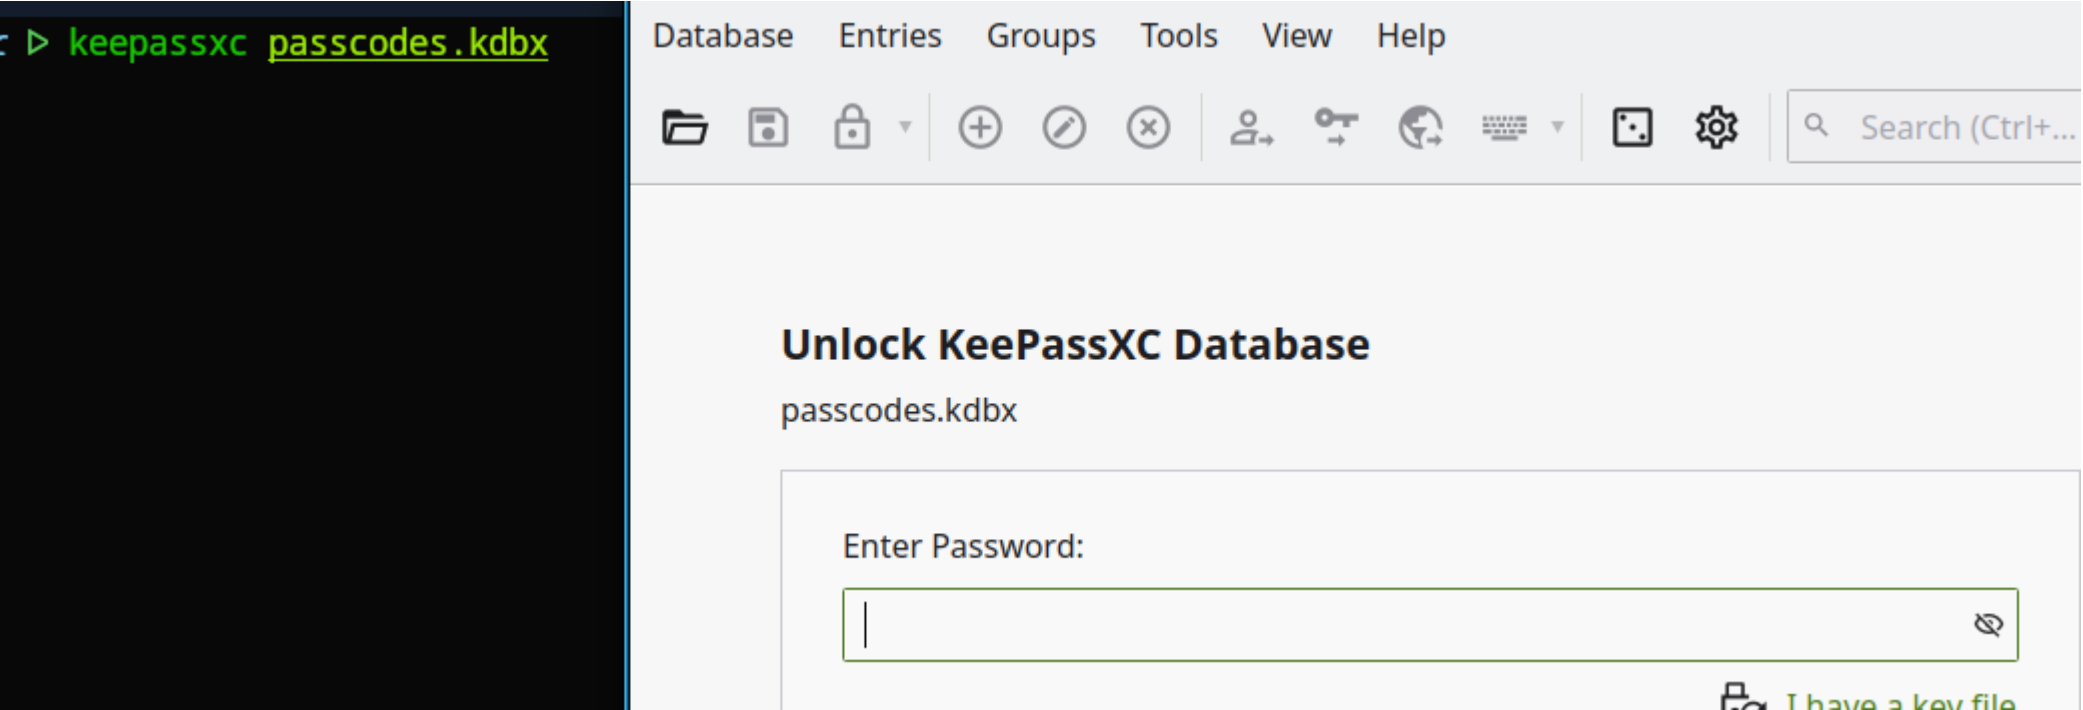 keepassxc passcodes.kdbx
Database Entries Groups Tools View Help
Search (Ctrl+...
Unlock KeePassXC Database
passcodes.kdbx
Enter Password:
I have a key file